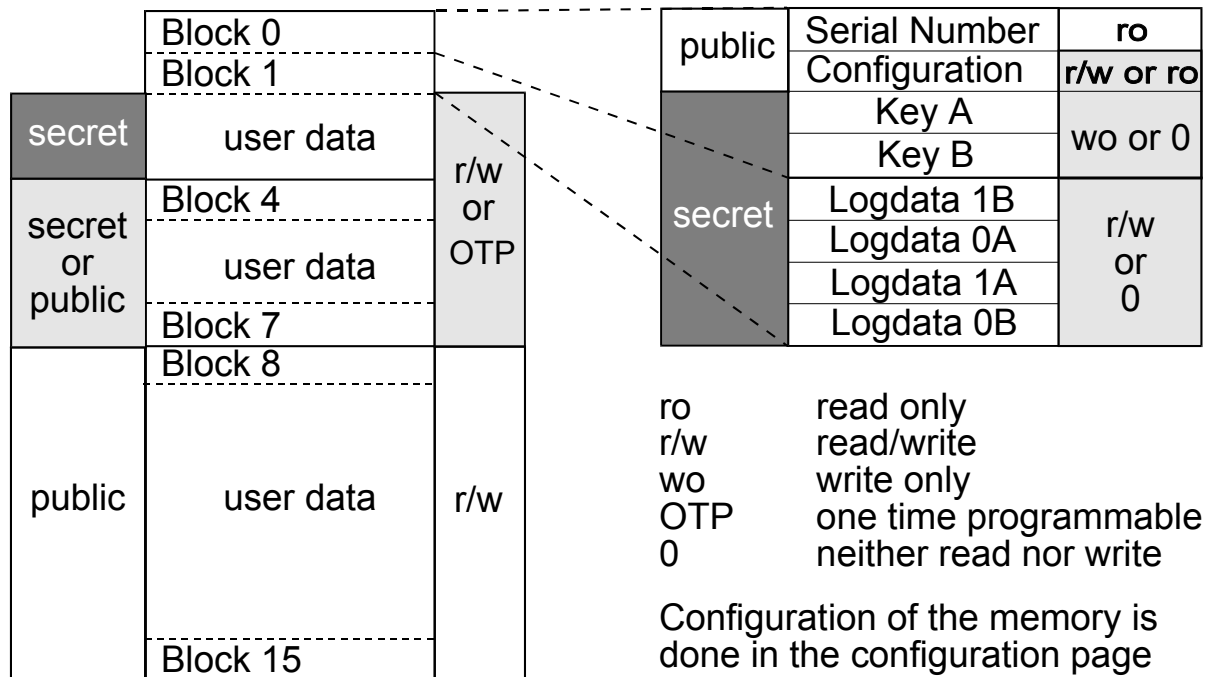 Block 0
Block 1
secret
user data
r/w
or
OTP
Block 4
secret
or
public
user data
Block 7
Block 8
public
user data
r/w
Block 15
public
Serial Number
ro
Configuration
r/w or ro
secret
Key A
Key B
wo or 0
Logdata 1B
Logdata 0A
Logdata 1A
Logdata 0B
r/w
or
0
ro read only
r/w read/write
wo write only
OTP one time programmable
0 neither read nor write
Configuration of the memory is
done in the configuration page